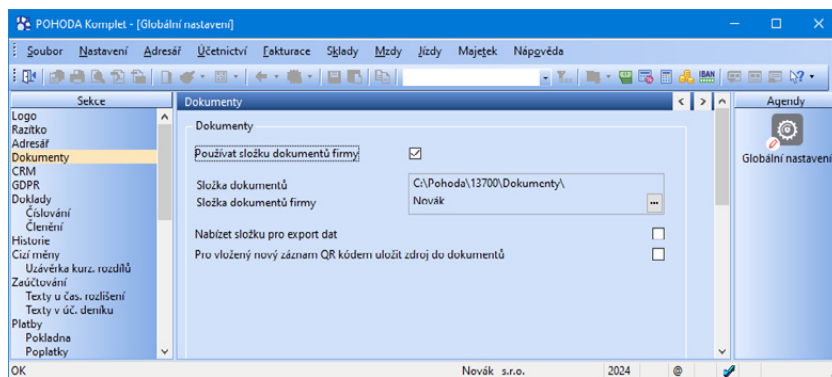 POHODA Komplet - [Globální nastavení]
Soubor Nastavení Adresář Účetnictví Fakturace Sklady Mzdy Jízdy Majetek Nápověda
IBAN
Sekce
Logo
Razítko
Adresář
Dokumenty
CRM
GDPR
Doklady
Číslování
Členění
Historie
Cizí měny
Uzávěrka kurz. rozdílů
Zaúčtování
Texty u čas. rozlišení
Texty v úč. deníku
Platby
Pokladna
Poplatky
Dokumenty
Dokumenty
Používat složku dokumentů firmy
Složka dokumentů C:\Pohoda\13700\Dokumenty\
Složka dokumentů firmy Novák ...
Nabízet složku pro export dat
Pro vložený nový záznam QR kódem uložit zdroj do dokumentů
Agendy
Globální nastavení
OK Novák s.r.o. 2024 @